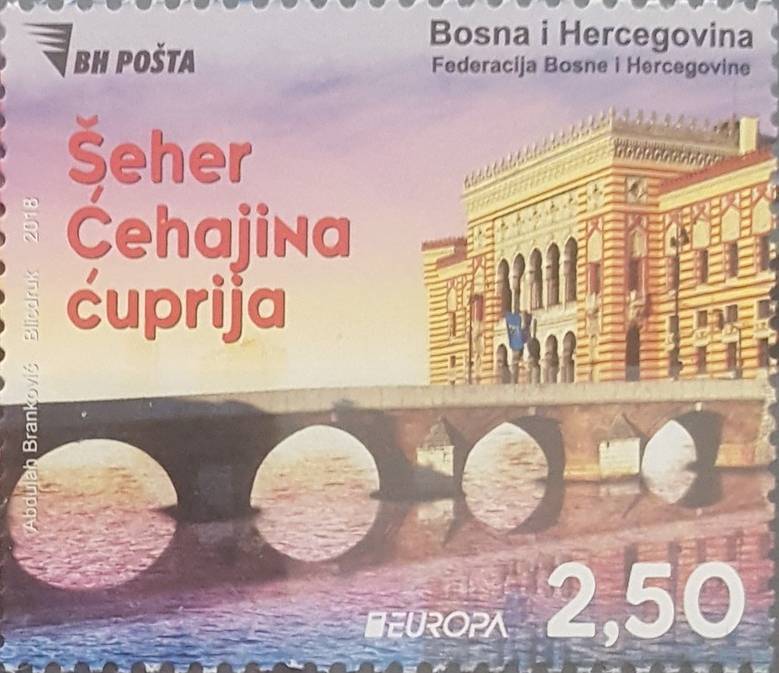 BH POŠTA
Bosna i Hercegovina
Federacija Bosne i Hercegovine
Šeher
Ćehajina
ćuprija
Abdulah Branković Blicdruk 2018
EUROPA
2,50